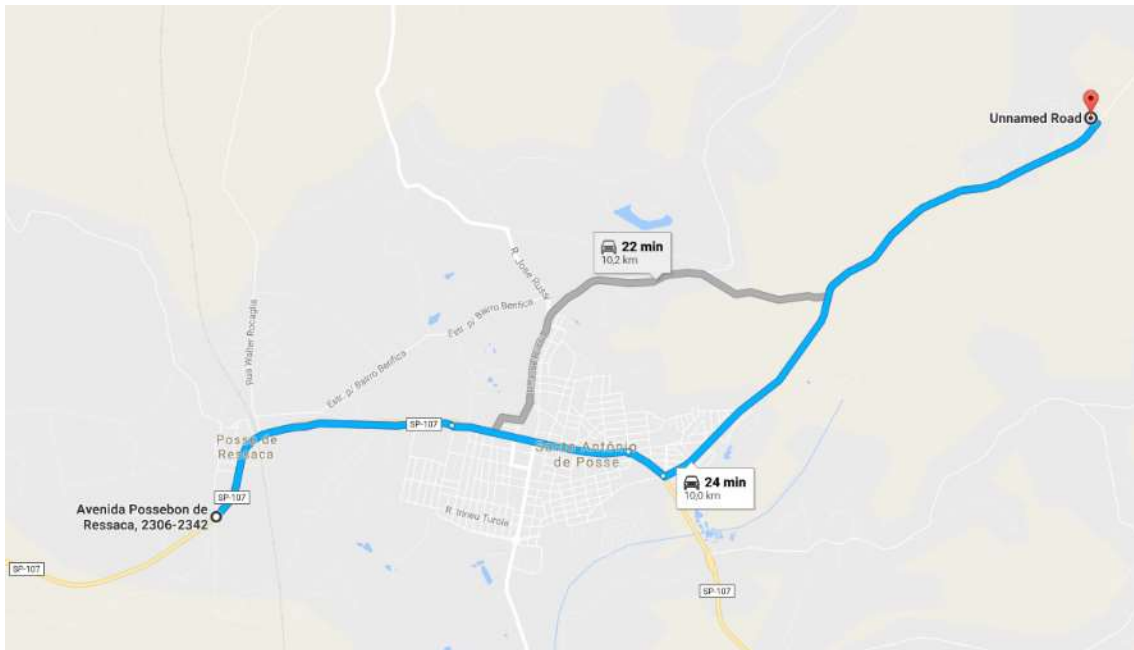 Unnamed Road
22 min
10,2 km
R. Jose Russi
Estr. p/ Bairro Benfica
Rua Walter Rocaglia
Estr. p/ Bairro Benfica
SP-107
Posse de
Ressaca
Santo Antônio
de Posse
24 min
10,0 km
SP-107
Avenida Possebon de
Ressaca, 2306-2342
R. Irineu Turole
SP-107
SP-107